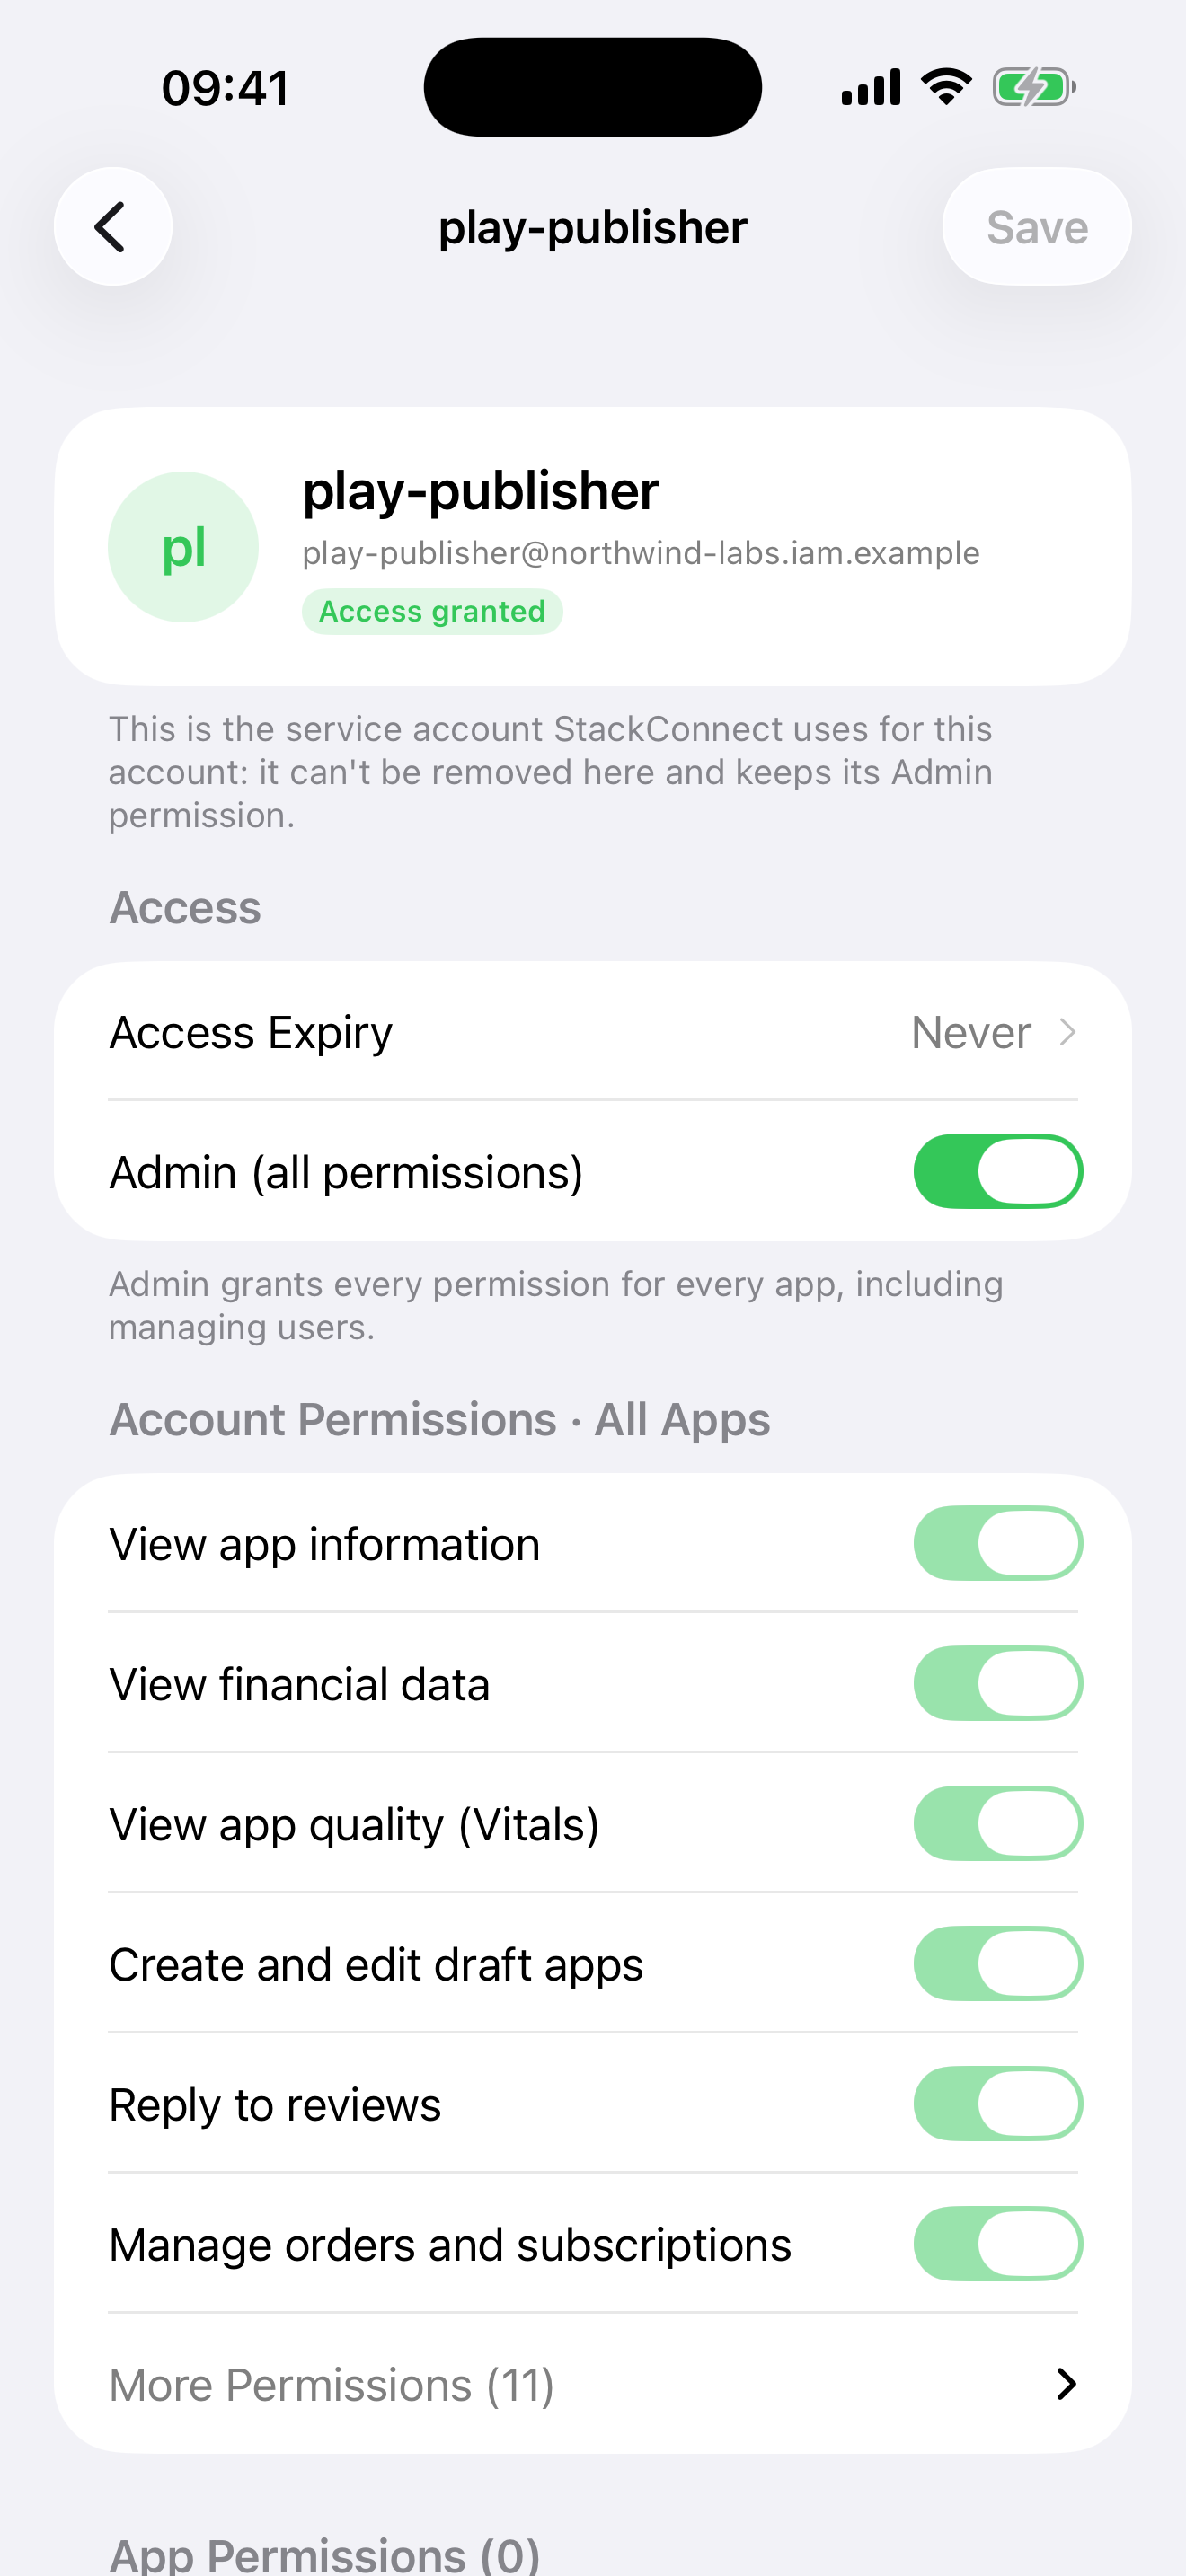 09:41
play-publisher
Save
pl
play-publisher
play-publisher@northwind-labs.iam.example
Access granted
This is the service account StackConnect uses for this
account: it can't be removed here and keeps its Admin
permission.
Access
Access Expiry
Never
Admin (all permissions)
Admin grants every permission for every app, including
managing users.
Account Permissions · All Apps
View app information
View financial data
View app quality (Vitals)
Create and edit draft apps
Reply to reviews
Manage orders and subscriptions
More Permissions (11)
App Permissions (0)